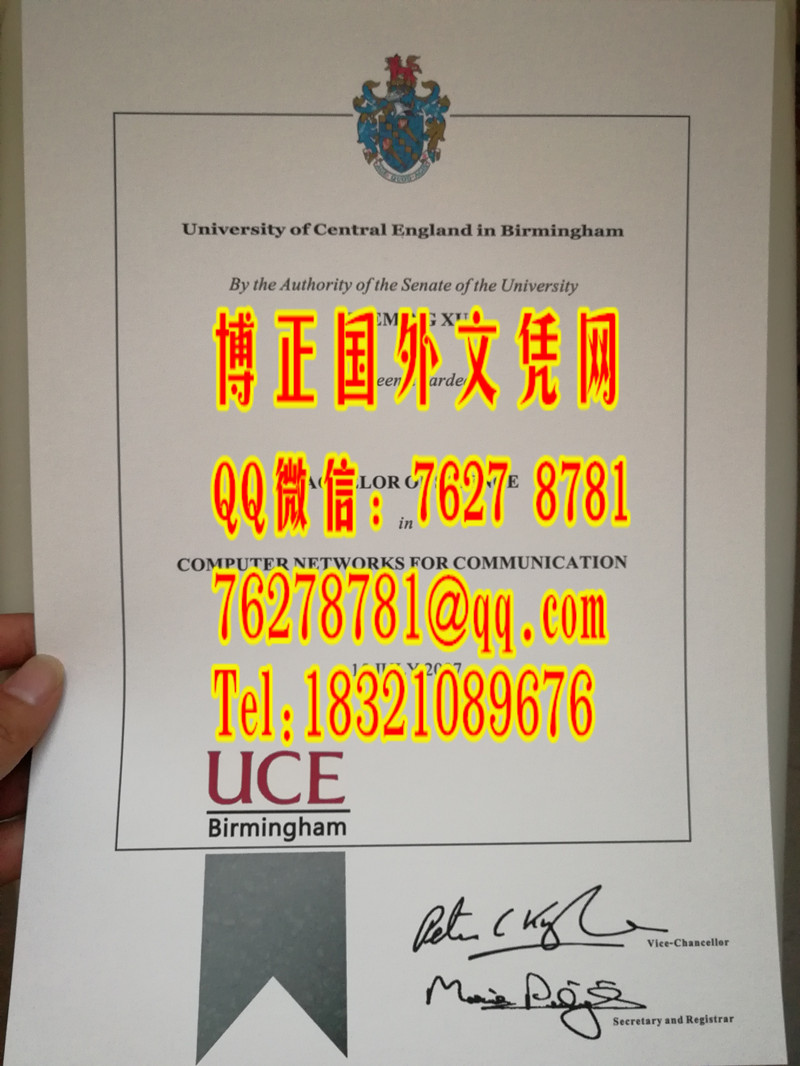 University of Central England in Birmingham
By the Authority of the Senate of the University
XU
博正国外文凭网
QQ微信：7627 8781
in
COMPUTER NETWORKS FOR COMMUNICATION
76278781@qq.com
Tel:18321089676
UCE
Birmingham
Vice-Chancellor
Secretary and Registrar